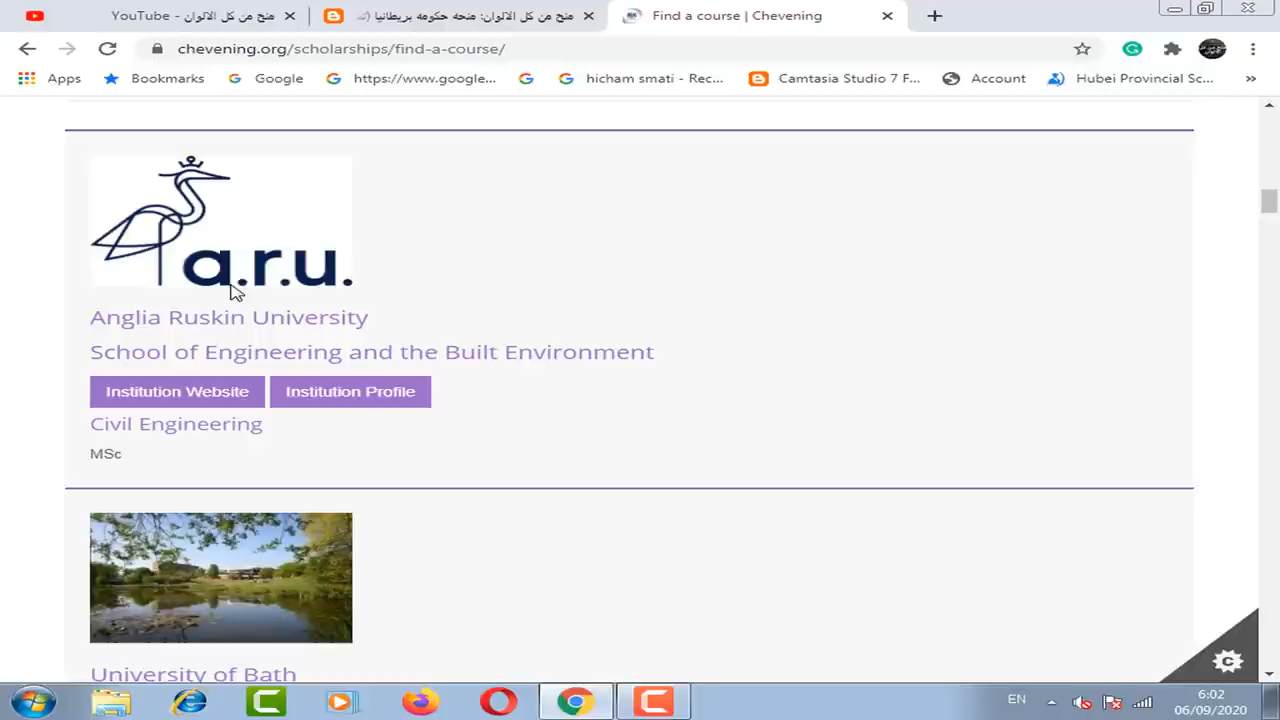 منح من كل الالوان - YouTube
منح من كل الالوان: منحه حكومه بريطانيا (تش
Find a course | Chevening
chevening.org/scholarships/find-a-course/
Apps
Bookmarks
Google
https://www.google...
hicham smati - Rec...
Camtasia Studio 7 F...
Account
Hubei Provincial Sc...
a.r.u.
Anglia Ruskin University
School of Engineering and the Built Environment
Institution Website
Institution Profile
Civil Engineering
MSc
University of Bath
EN
6:02
06/09/2020